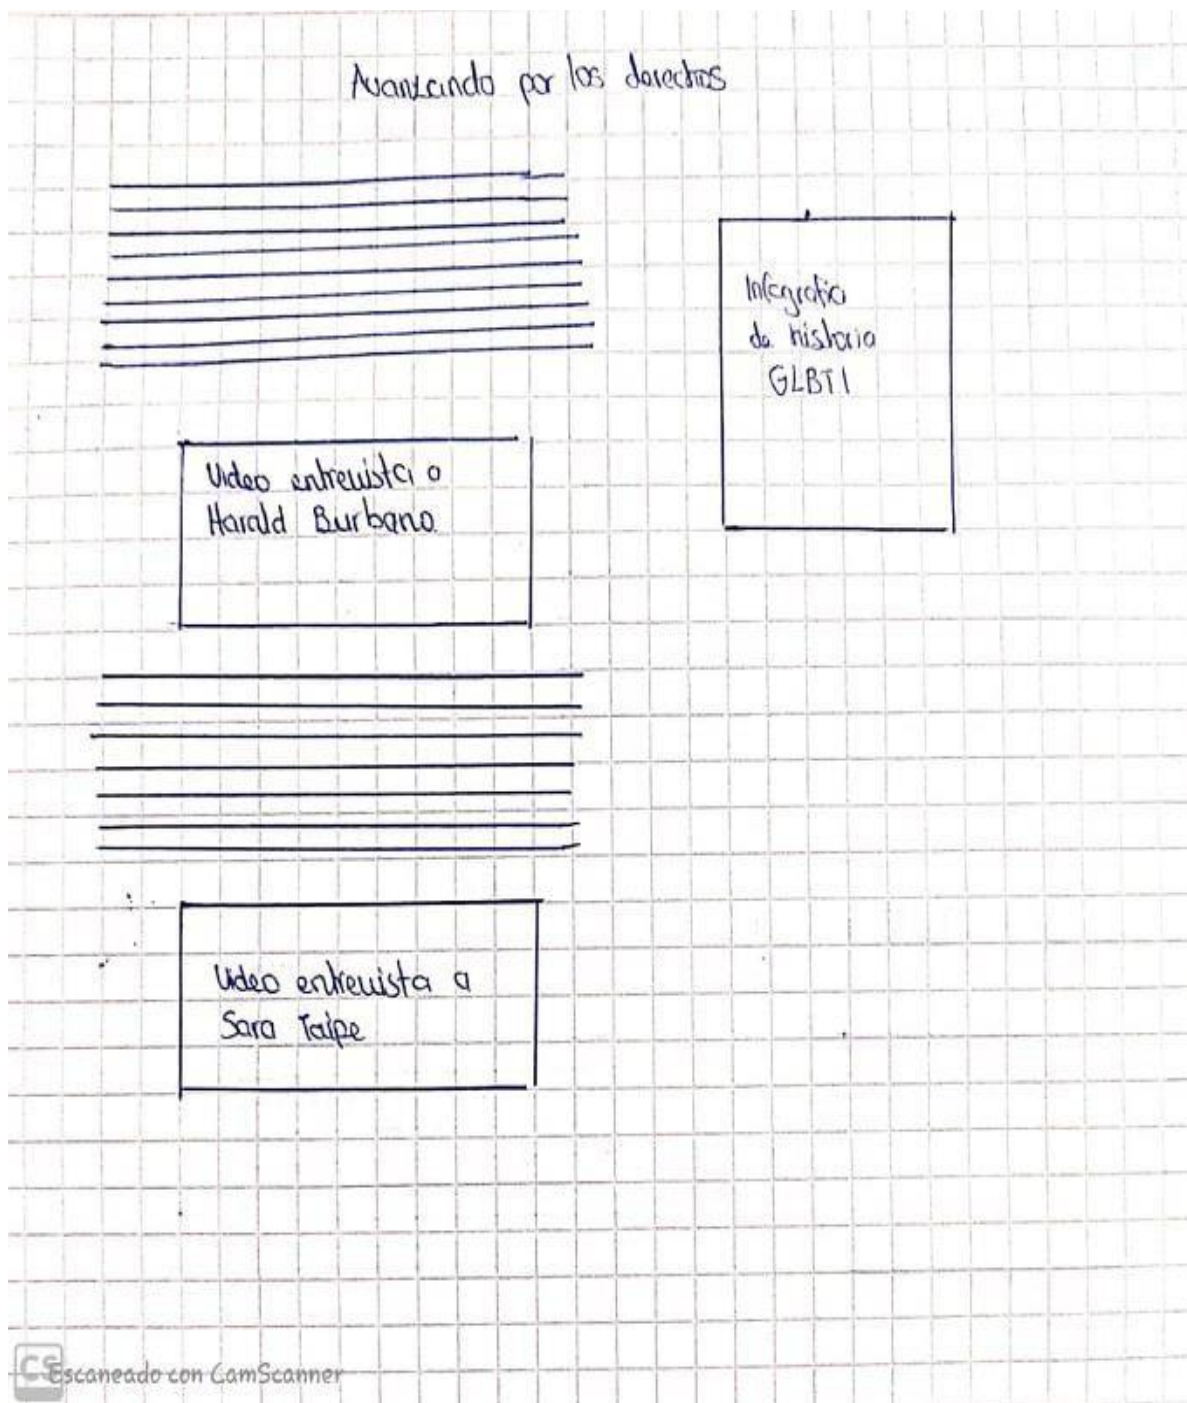 Avanzando por los derechos
Infografía
de historia
GLBTI
Video entrevista a
Harald Burbano.
Video entrevista a
Sara Taipe
CS Escaneado con CamScanner